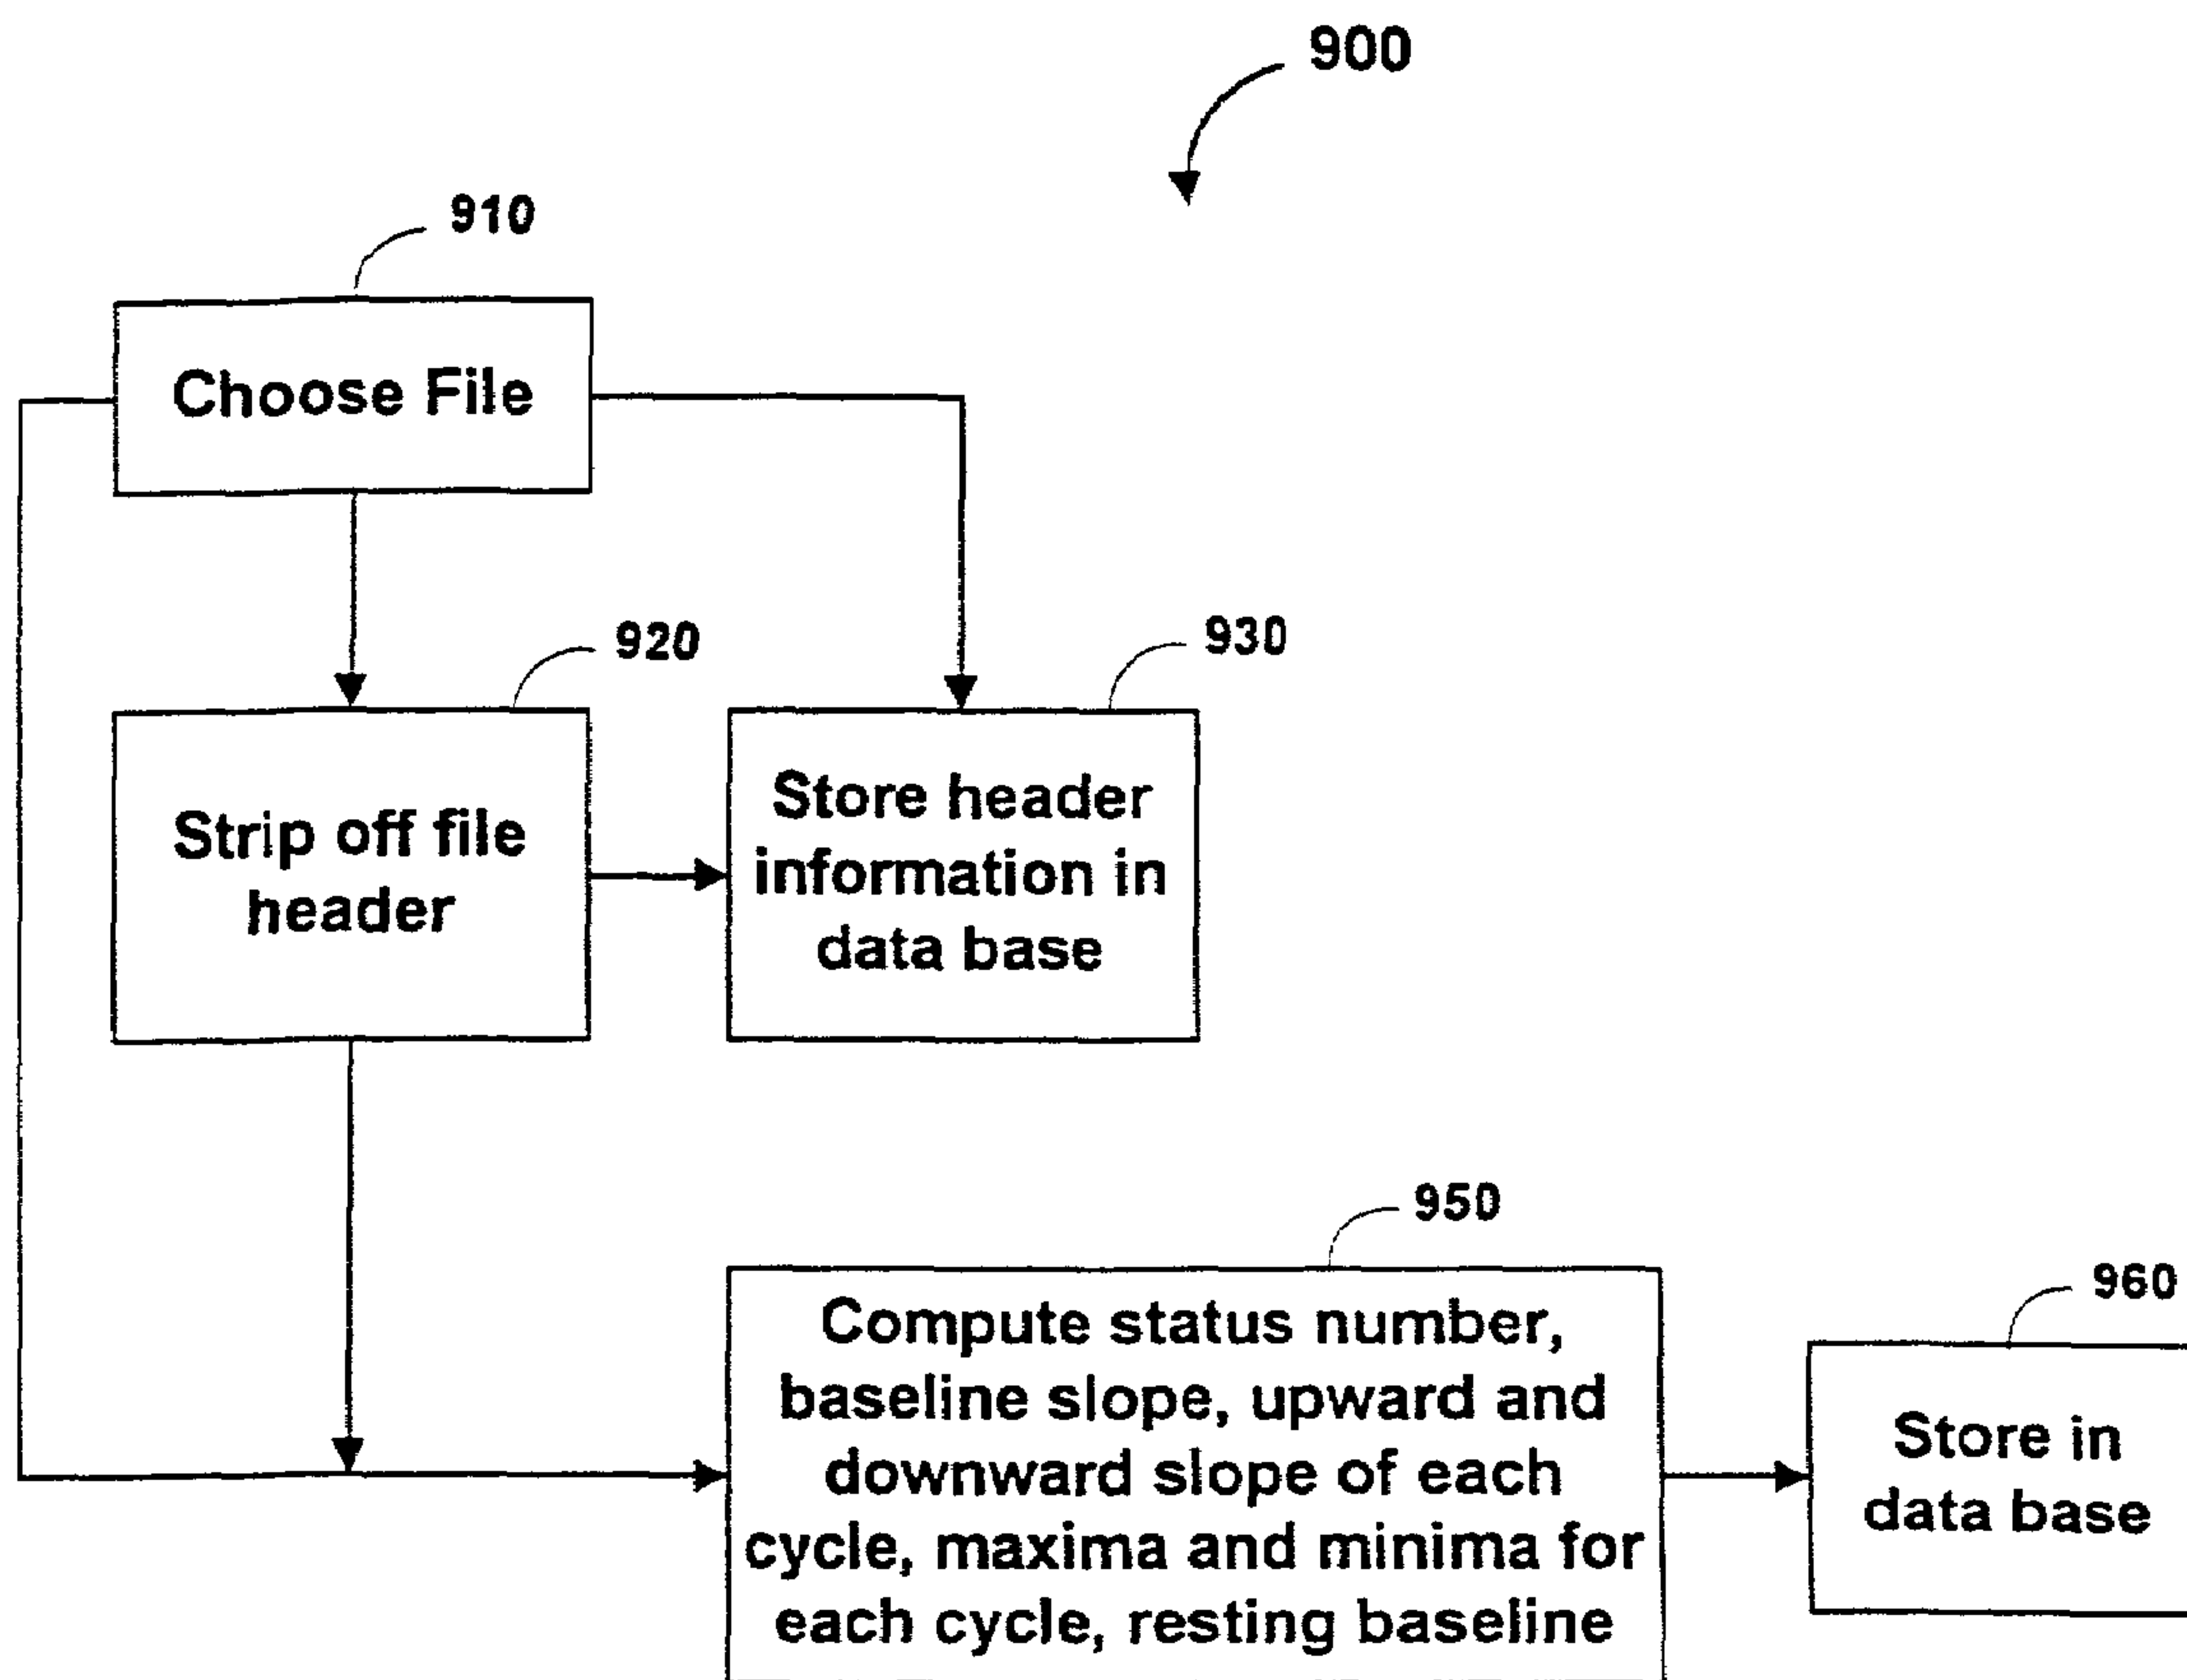 900
910
Choose File
920
930
Strip off file
header
Store header
information in
data base
950
960
Compute status number,
baseline slope, upward and
downward slope of each
cycle, maxima and minima for
each cycle, resting baseline
Store in
data base